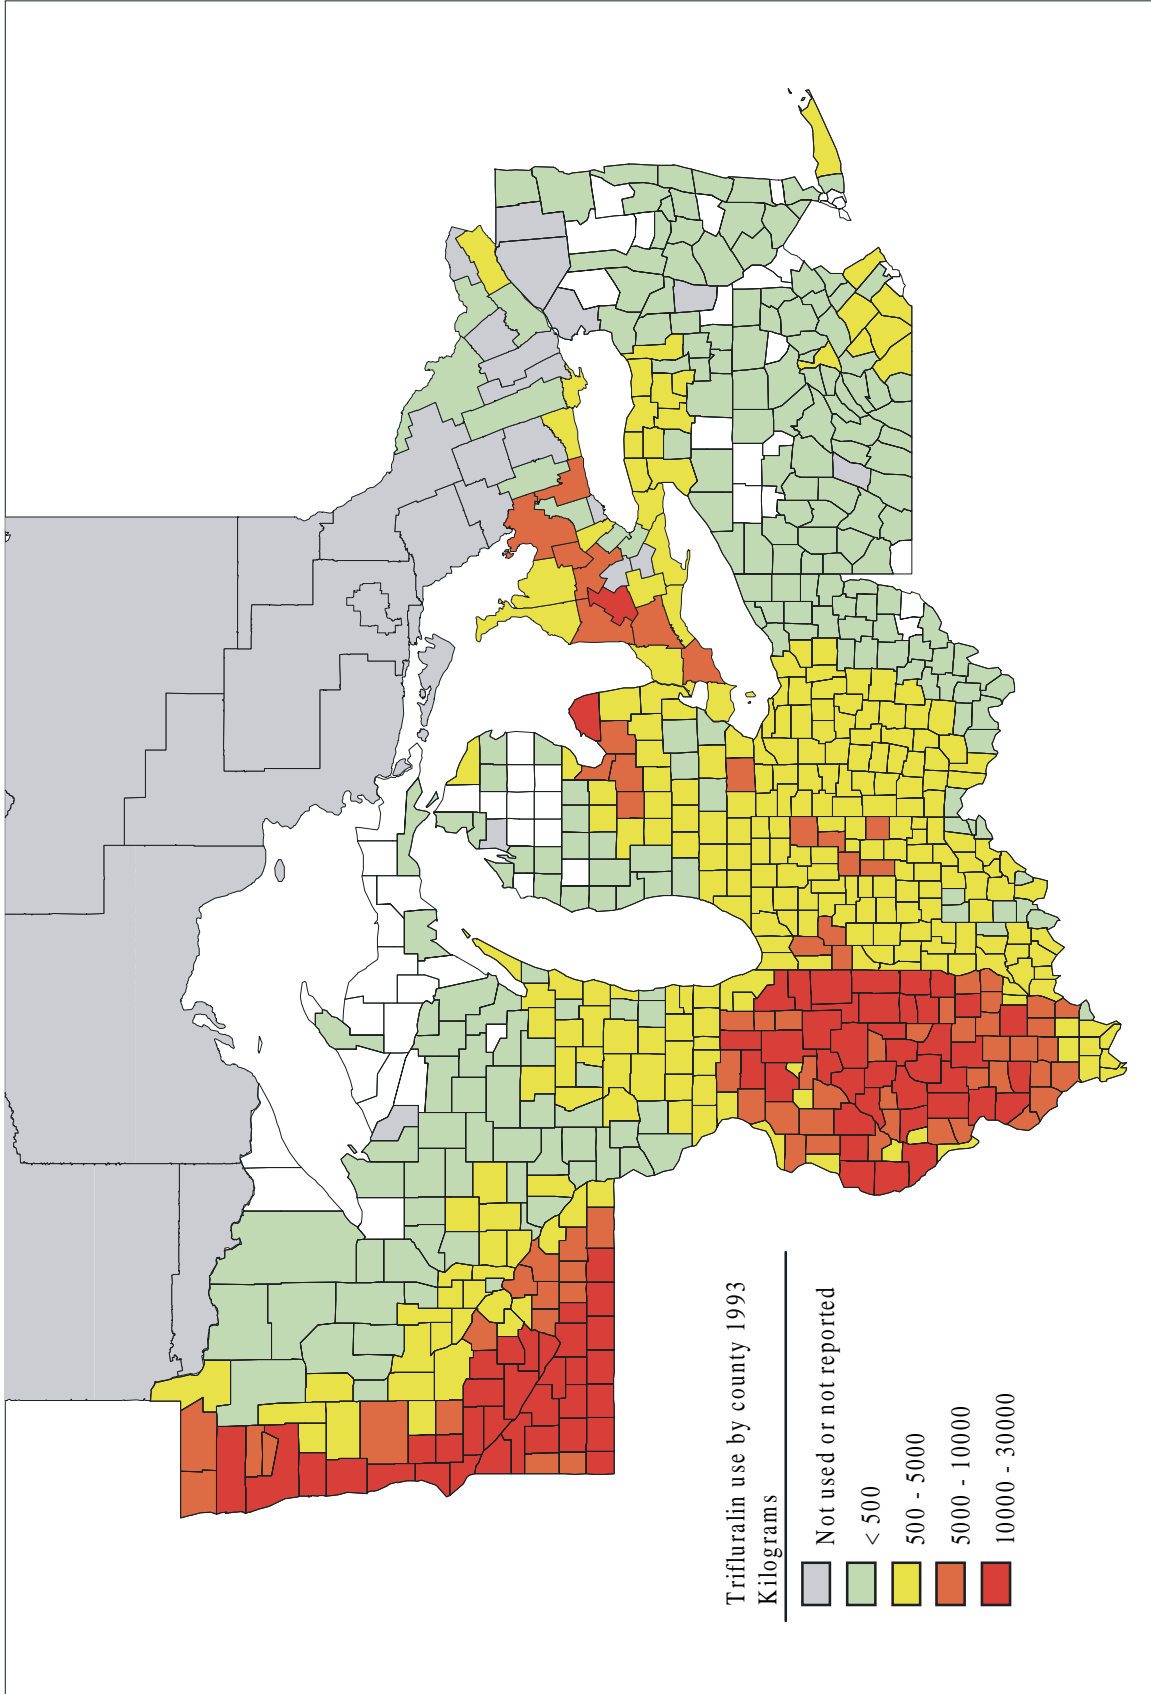 Trifluralin use by county 1993
Kilograms
Not used or not reported
< 500
500 - 5000
5000 - 10000
10000 - 30000